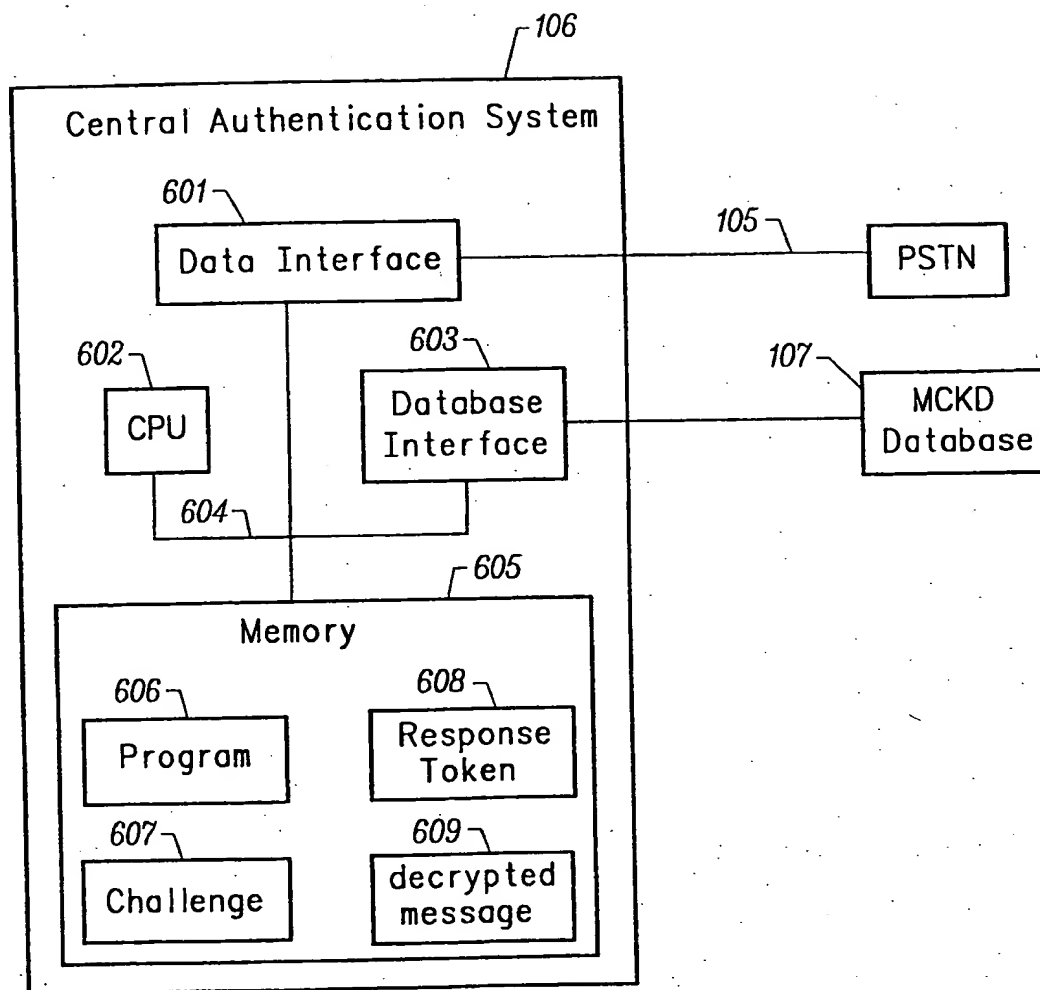 106
Central Authentication System
601
Data Interface
105
PSTN
602
CPU
603
Database
Interface
107
MCKD
Database
604
605
Memory
606
Program
608
Response
Token
607
Challenge
609
decrypted
message